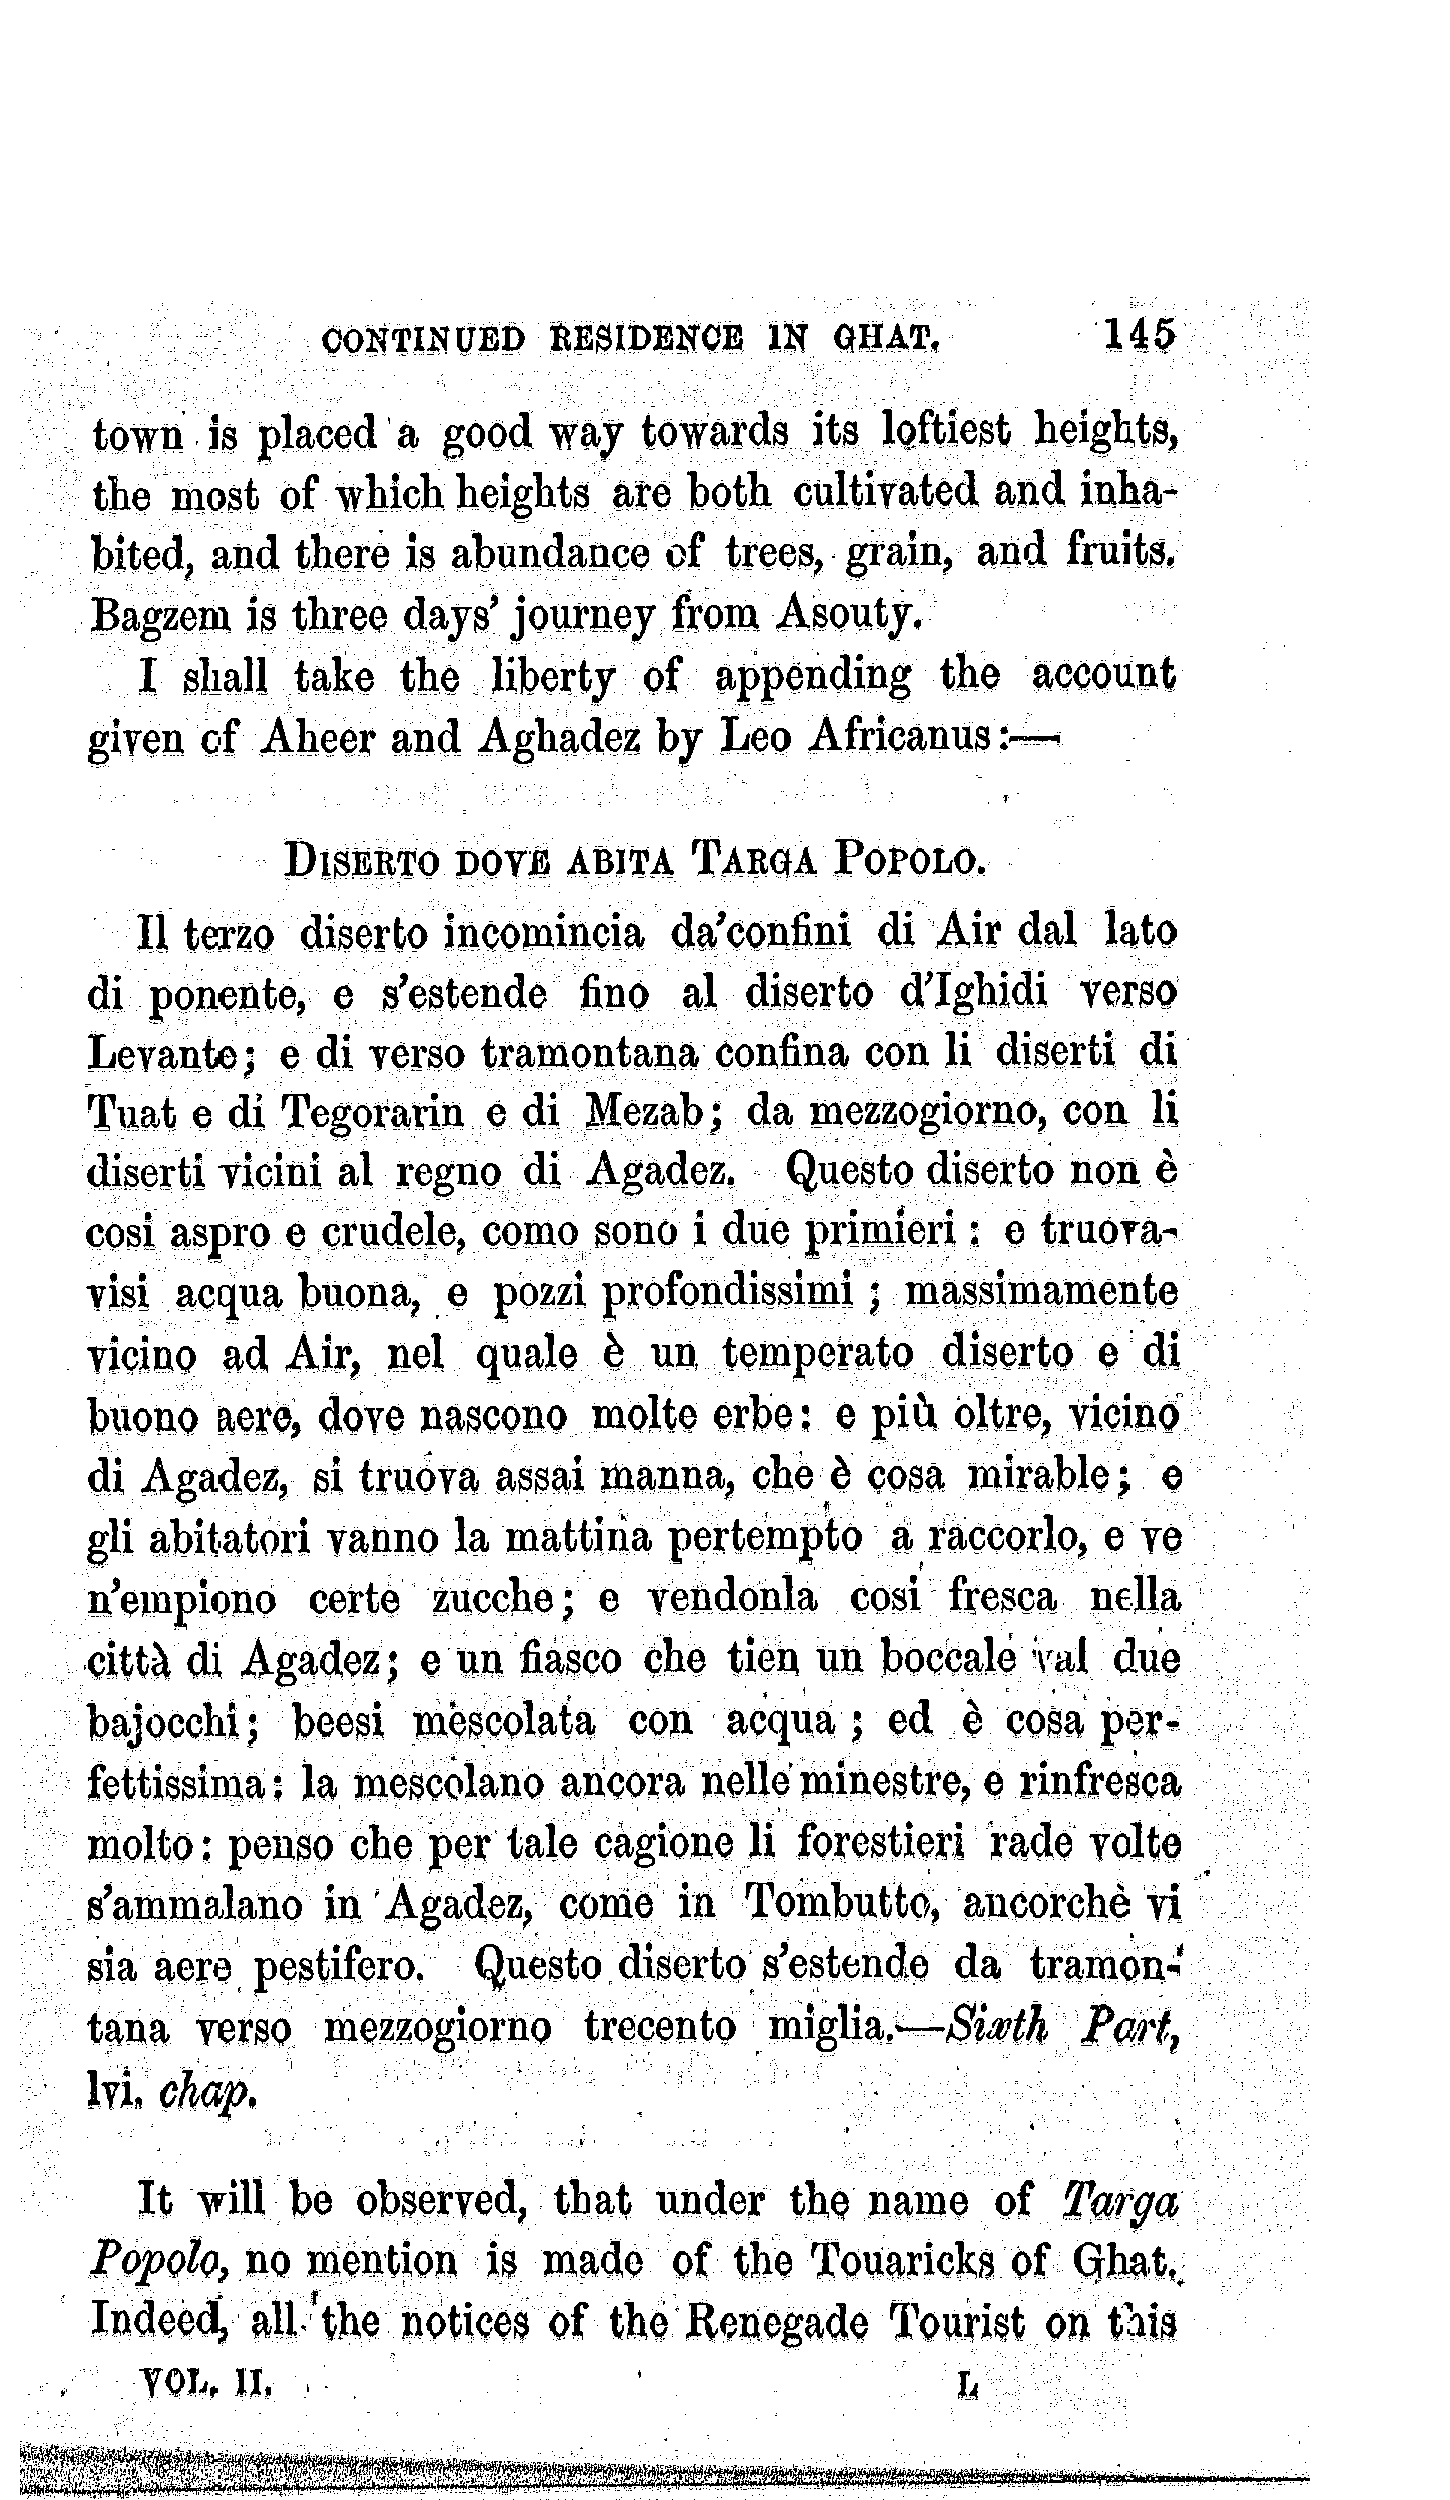 CONTINUED RESIDENCE IN GHAT. 145
town is placed a good way towards its loftiest heights,
the most of which heights are both cultivated and inha-
bited, and there is abundance of trees, grain, and fruits.
Bagzem is three days' journey from Asouty.
I shall take the liberty of appending the account
given of Aheer and Aghadez by Leo Africanus:—
DISERTO DOVE ABITA TARGA POPOLO.
Il terzo diserto incomincia da'confini di Air dal lato
di ponente, e s'estende fino al diserto d'Ighidi verso
Levante; e di verso tramontana confina con li diserti di
Tuat e di Tegorarin e di Mezab; da mezzogiorno, con li
diserti vicini al regno di Agadez. Questo diserto non è
cosi aspro e crudele, como sono i due primieri: e truova-
visi acqua buona, e pozzi profondissimi; massimamente
vicino ad Air, nel quale è un temperato diserto e di
buono aere, dove nascono molte erbe: e più oltre, vicino
di Agadez, si truova assai manna, che è cosa mirable; e
gli abitatori vanno la mattina pertempto a raccorlo, e ve
n'empiono certe zucche; e vendonla cosi fresca nella
città di Agadez; e un fiasco che tien un boccale val due
bajocchi; beesi mescolata con acqua; ed è cosa per-
fettissima: la mescolano ancora nelle minestre, e rinfresca
molto: penso che per tale cagione li forestieri rade volte
s'ammalano in Agadez, come in Tombutto, ancorchè vi
sia aere pestifero. Questo diserto s'estende da tramon-
tana verso mezzogiorno trecento miglia.—Sixth Part,
lvi. chap.
It will be observed, that under the name of Targa
Popolo, no mention is made of the Touaricks of Ghat.
Indeed, all the notices of the Renegade Tourist on this
VOL. II. L